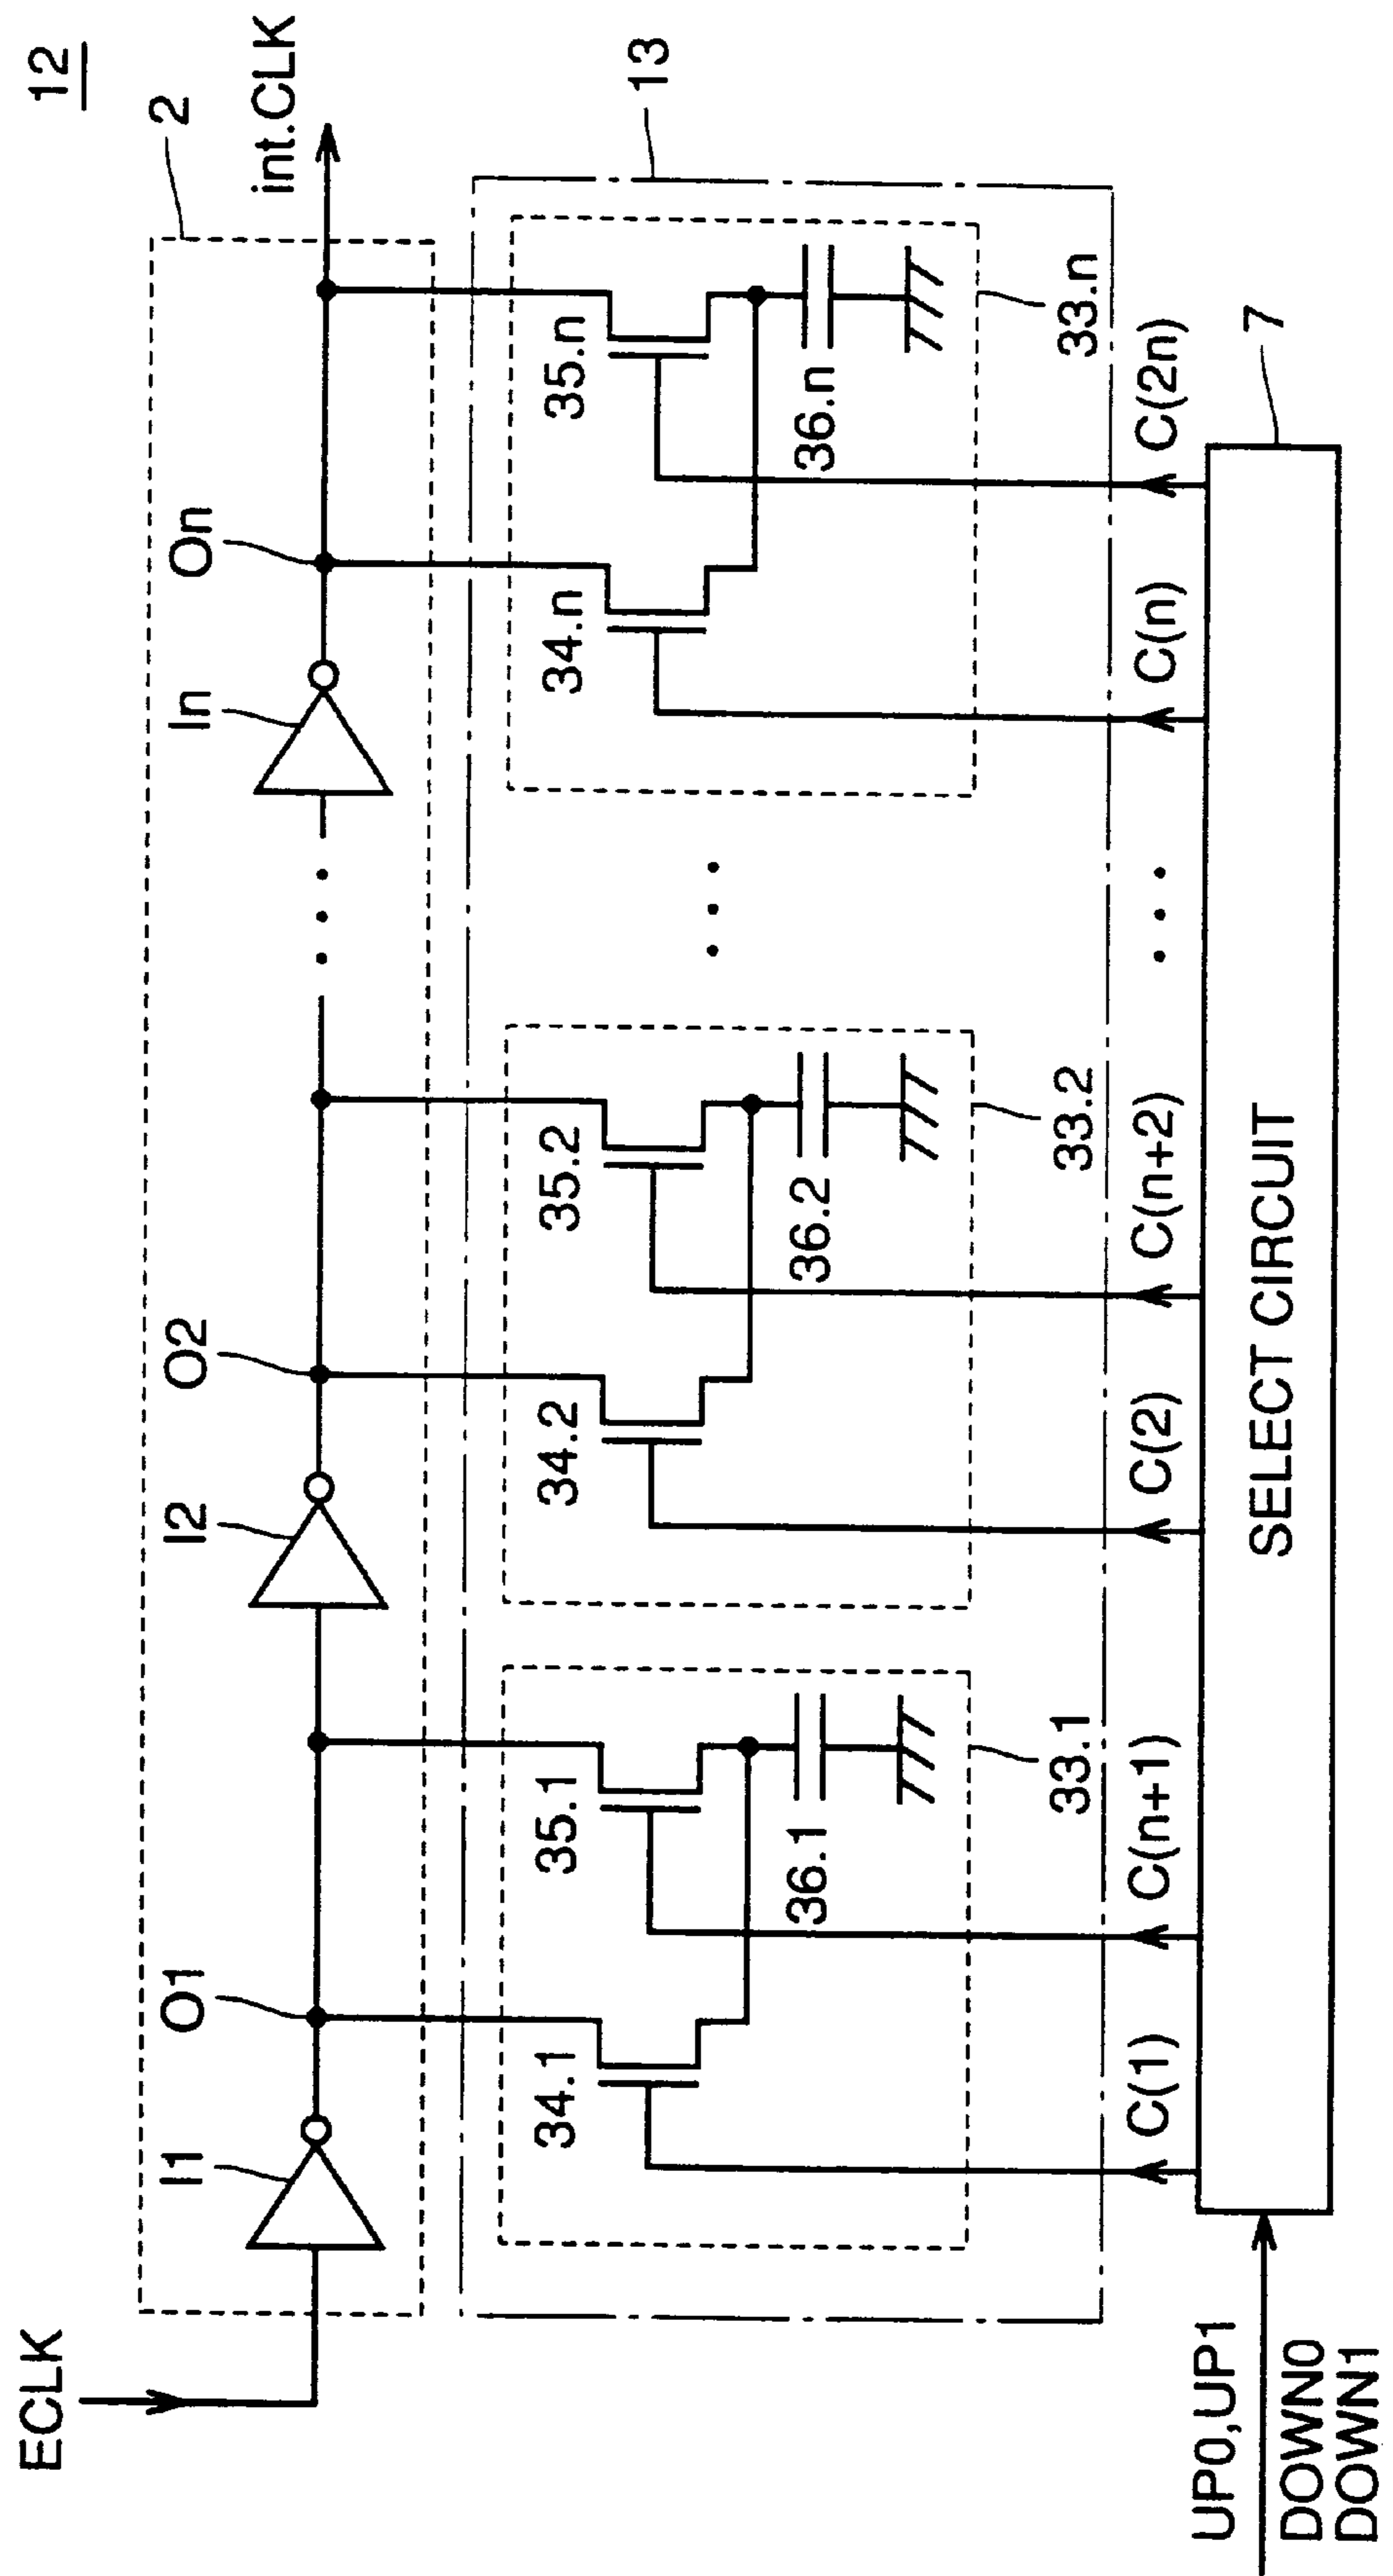 12
2
ECLK
int.CLK
I1
O1
I2
O2
In
On
13
34.1
35.1
34.2
35.2
34.n
35.n
36.1
36.2
36.n
33.1
33.2
33.n
C(1)
C(n+1)
C(2)
C(n+2)
C(n)
C(2n)
7
UP0,UP1
SELECT CIRCUIT
DOWN0
DOWN1